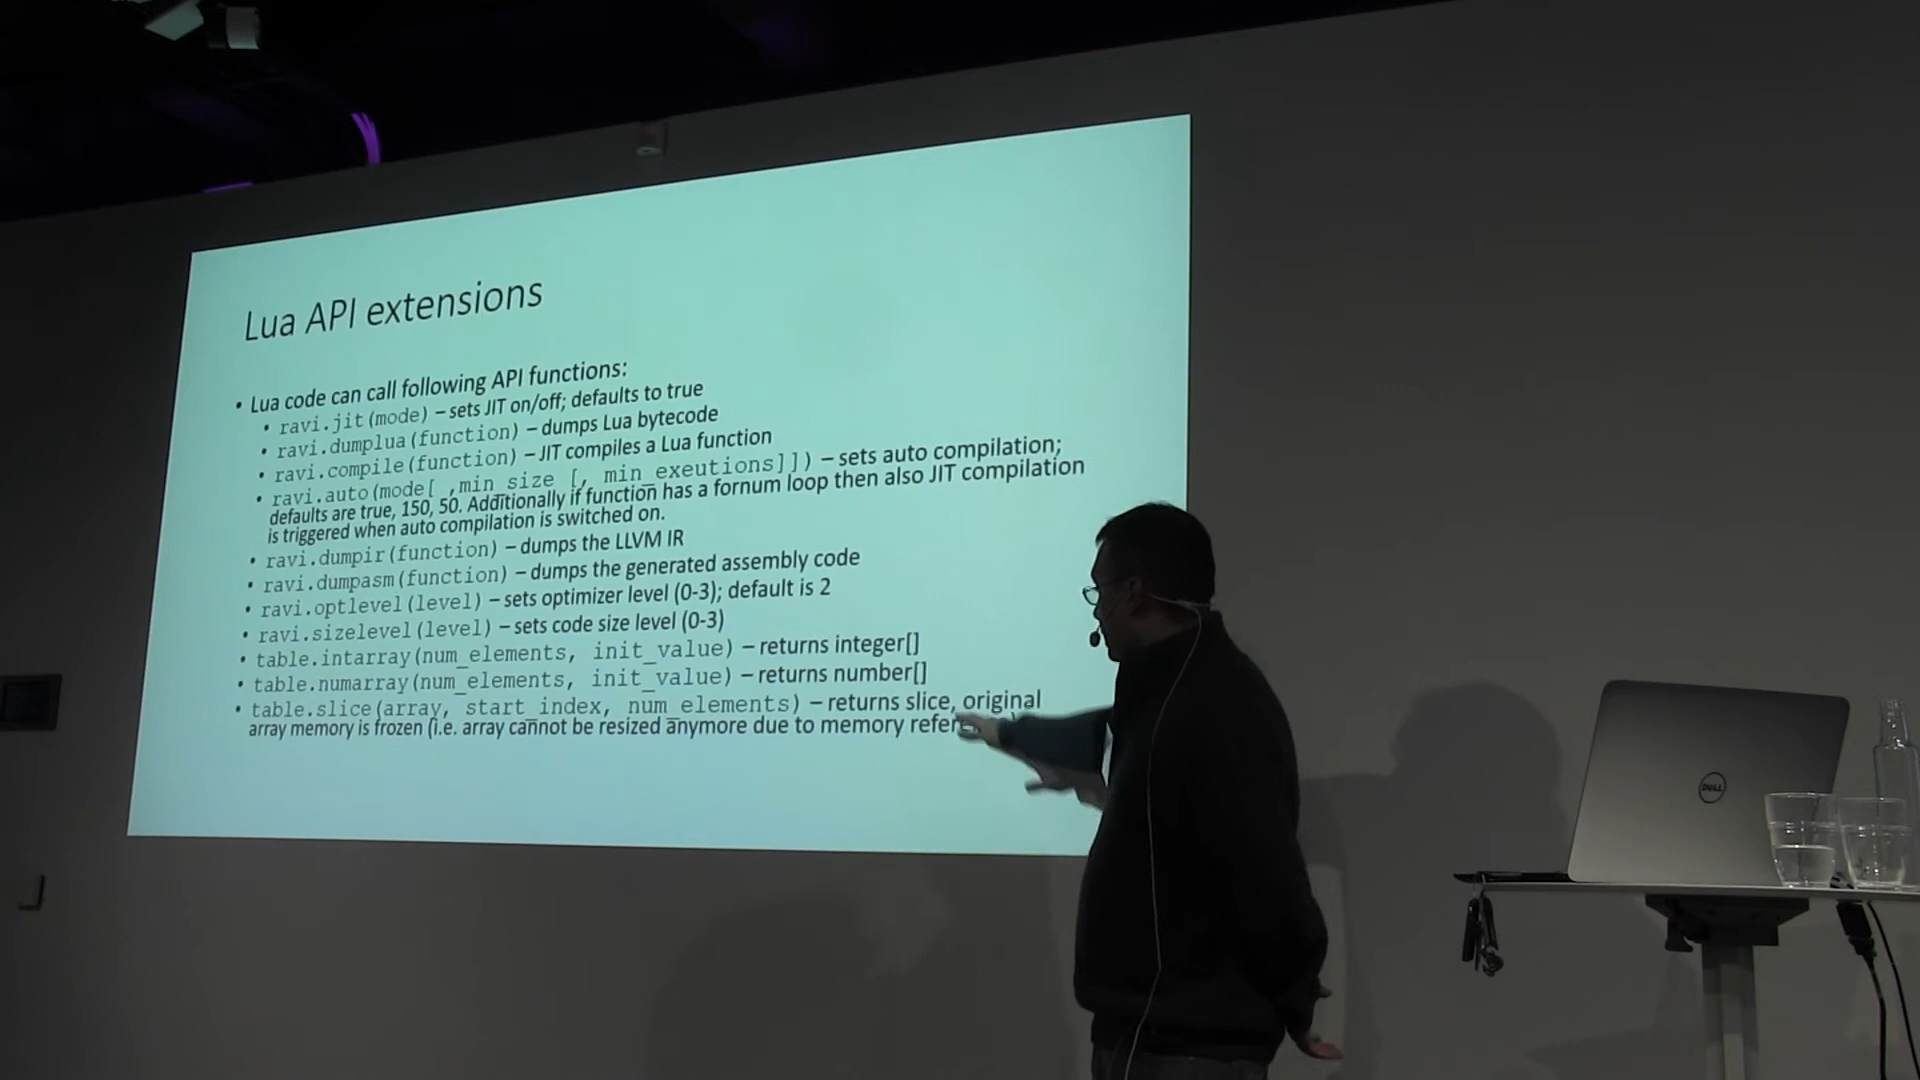 Lua API extensions
• Lua code can call following API functions:
• ravi.jit(mode) – sets JIT on/off; defaults to true
• ravi.dumplua(function) – dumps Lua bytecode
• ravi.compile(function) – JIT compiles a Lua function
• ravi.auto(mode[ ,min_size [, min_exeutions]]) – sets auto compilation;
defaults are true, 150, 50. Additionally if function has a fornum loop then also JIT compilation
is triggered when auto compilation is switched on.
• ravi.dumpir(function) – dumps the LLVM IR
• ravi.dumpasm(function) – dumps the generated assembly code
• ravi.optlevel(level) – sets optimizer level (0-3); default is 2
• ravi.sizelevel(level) – sets code size level (0-3)
• table.intarray(num_elements, init_value) – returns integer[]
• table.numarray(num_elements, init_value) – returns number[]
• table.slice(array, start_index, num_elements) – returns slice, original
array memory is frozen (i.e. array cannot be resized anymore due to memory
DELL